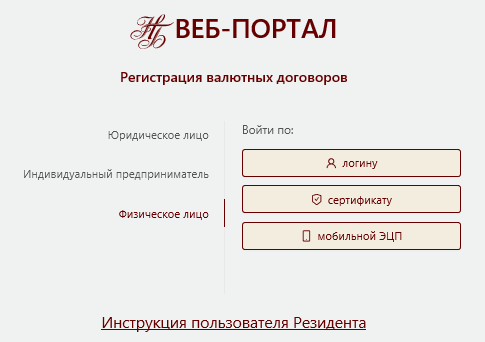 НБ ВЕБ-ПОРТАЛ
Регистрация валютных договоров
Юридическое лицо
Индивидуальный предприниматель
Физическое лицо
Войти по:
логину
сертификату
мобильной ЭЦП
Инструкция пользователя Резидента